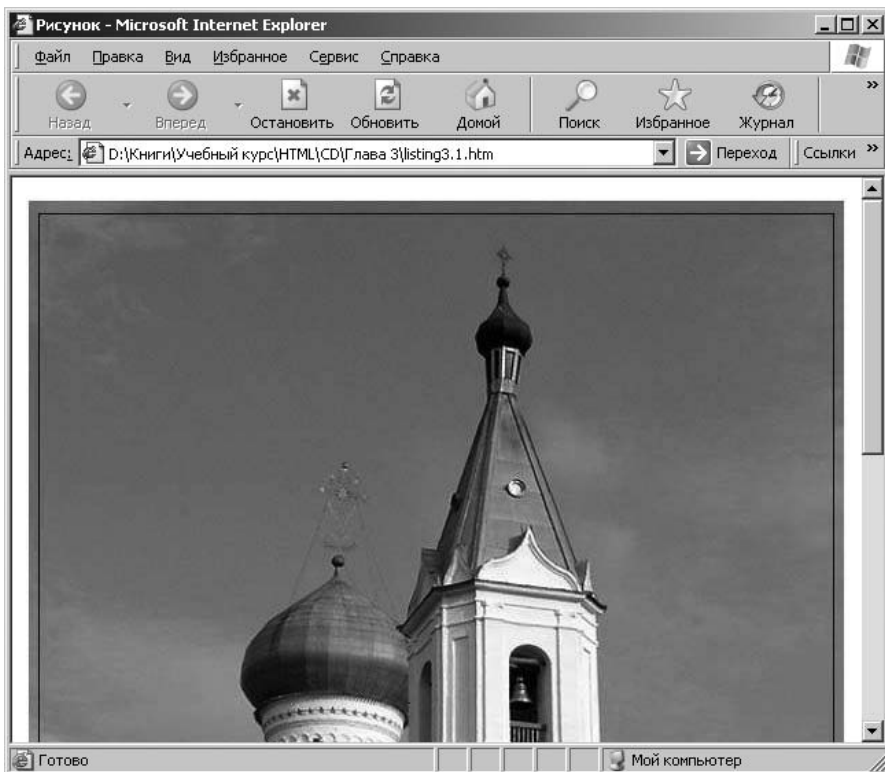 Рисунок - Microsoft Internet Explorer
Файл Правка Вид Избранное Сервис Справка
Назад Вперед Остановить Обновить Домой Поиск Избранное Журнал »
Адрес: D:\Книги\Учебный курс\HTML\CD\Глава 3\listing3.1.htm Переход Ссылки »
Готово Мой компьютер